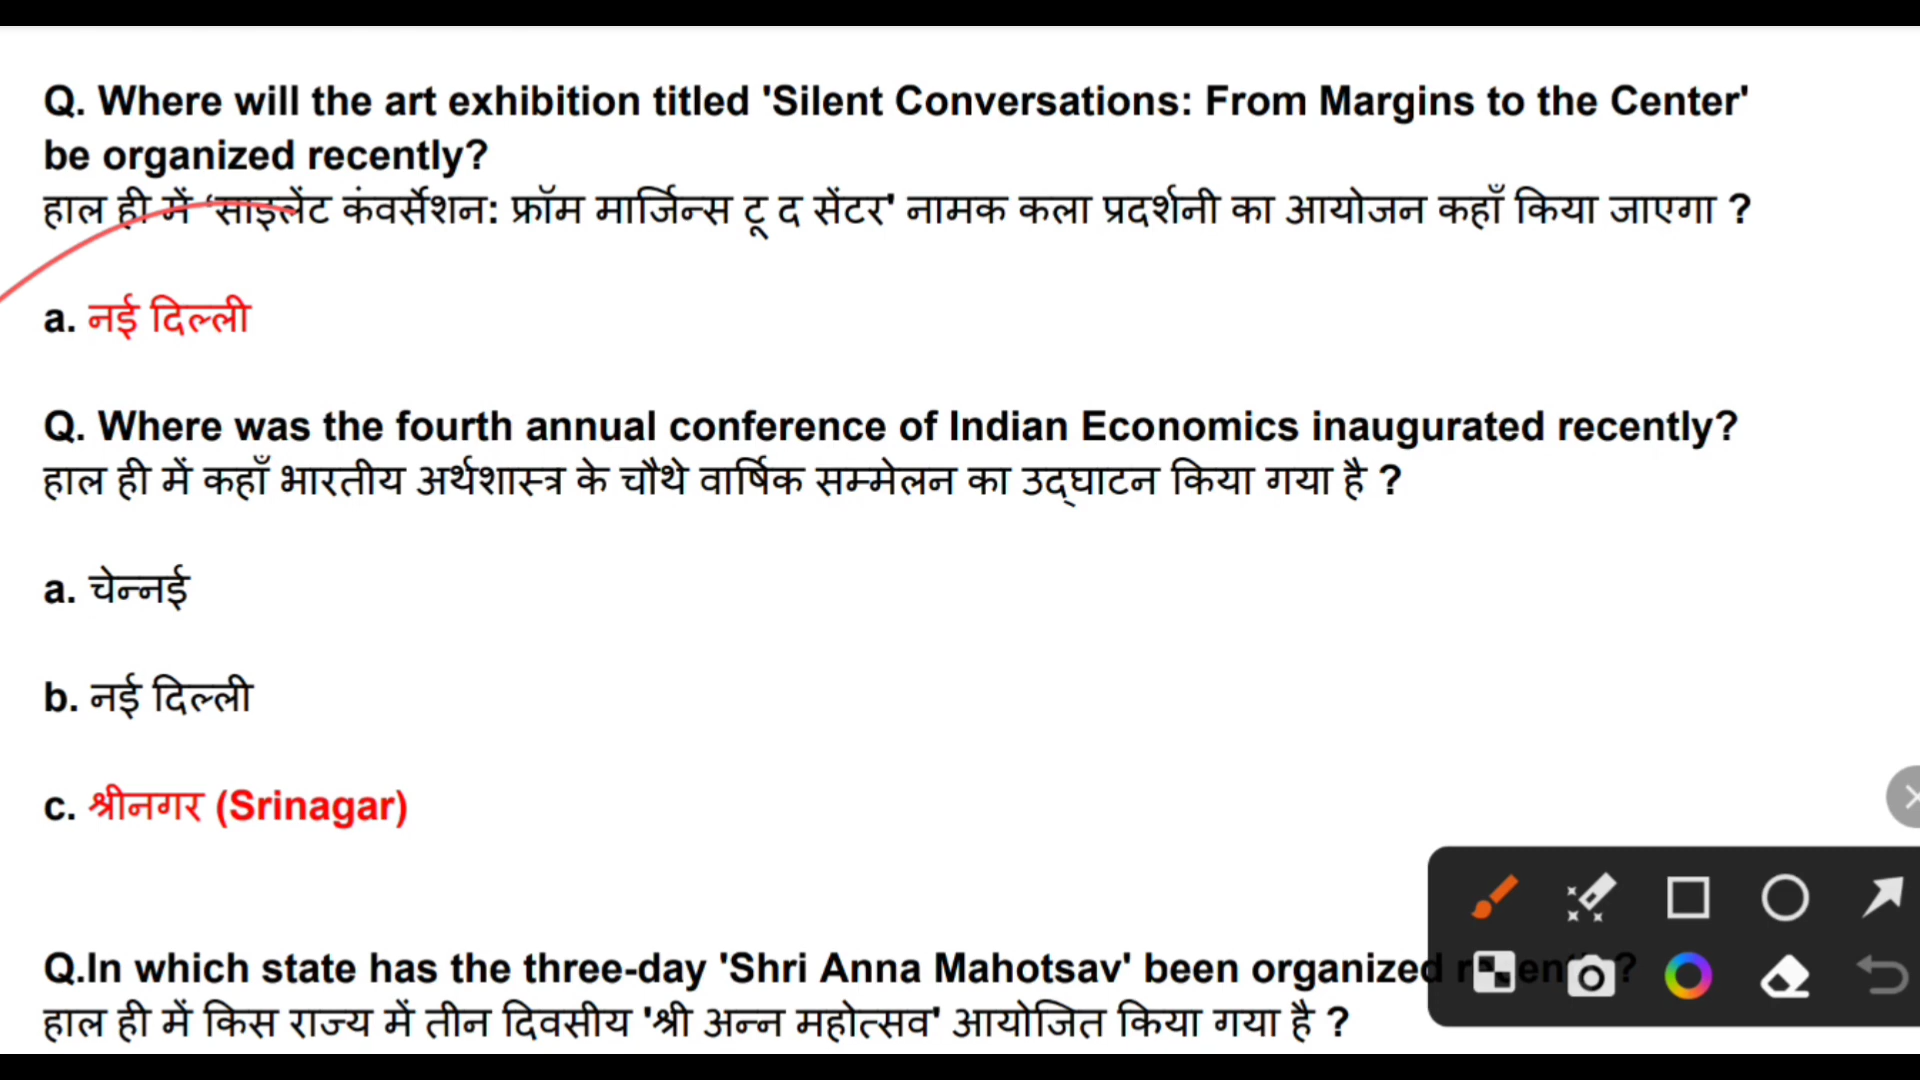 Q. Where will the art exhibition titled 'Silent Conversations: From Margins to the Center'
be organized recently?
हाल ही में ‘साइलेंट कंवर्सेशन: फ्रॉम मार्जिन्स टू द सेंटर' नामक कला प्रदर्शनी का आयोजन कहाँ किया जाएगा ?
a. नई दिल्ली
Q. Where was the fourth annual conference of Indian Economics inaugurated recently?
हाल ही में कहाँ भारतीय अर्थशास्त्र के चौथे वार्षिक सम्मेलन का उद्घाटन किया गया है ?
a. चेन्नई
b. नई दिल्ली
c. श्रीनगर (Srinagar)
Q.In which state has the three-day 'Shri Anna Mahotsav' been organized
हाल ही में किस राज्य में तीन दिवसीय 'श्री अन्न महोत्सव' आयोजित किया गया है ?